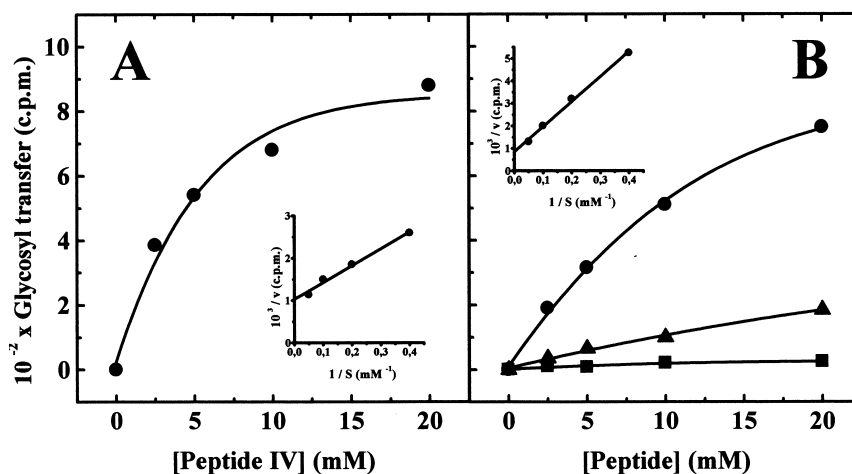 10⁻² x Glycosyl transfer (c.p.m.)
10
8
6
4
2
0
A
10³ / v (c.p.m.)
3
2
1
0
0,0 0,1 0,2 0,3 0,4
1 / S (mM⁻¹)
0 5 10 15 20
[Peptide IV] (mM)
B
10³ / v (c.p.m.)
5
4
3
2
1
0
0,0 0,1 0,2 0,3 0,4
1 / S (mM⁻¹)
0 5 10 15 20
[Peptide] (mM)